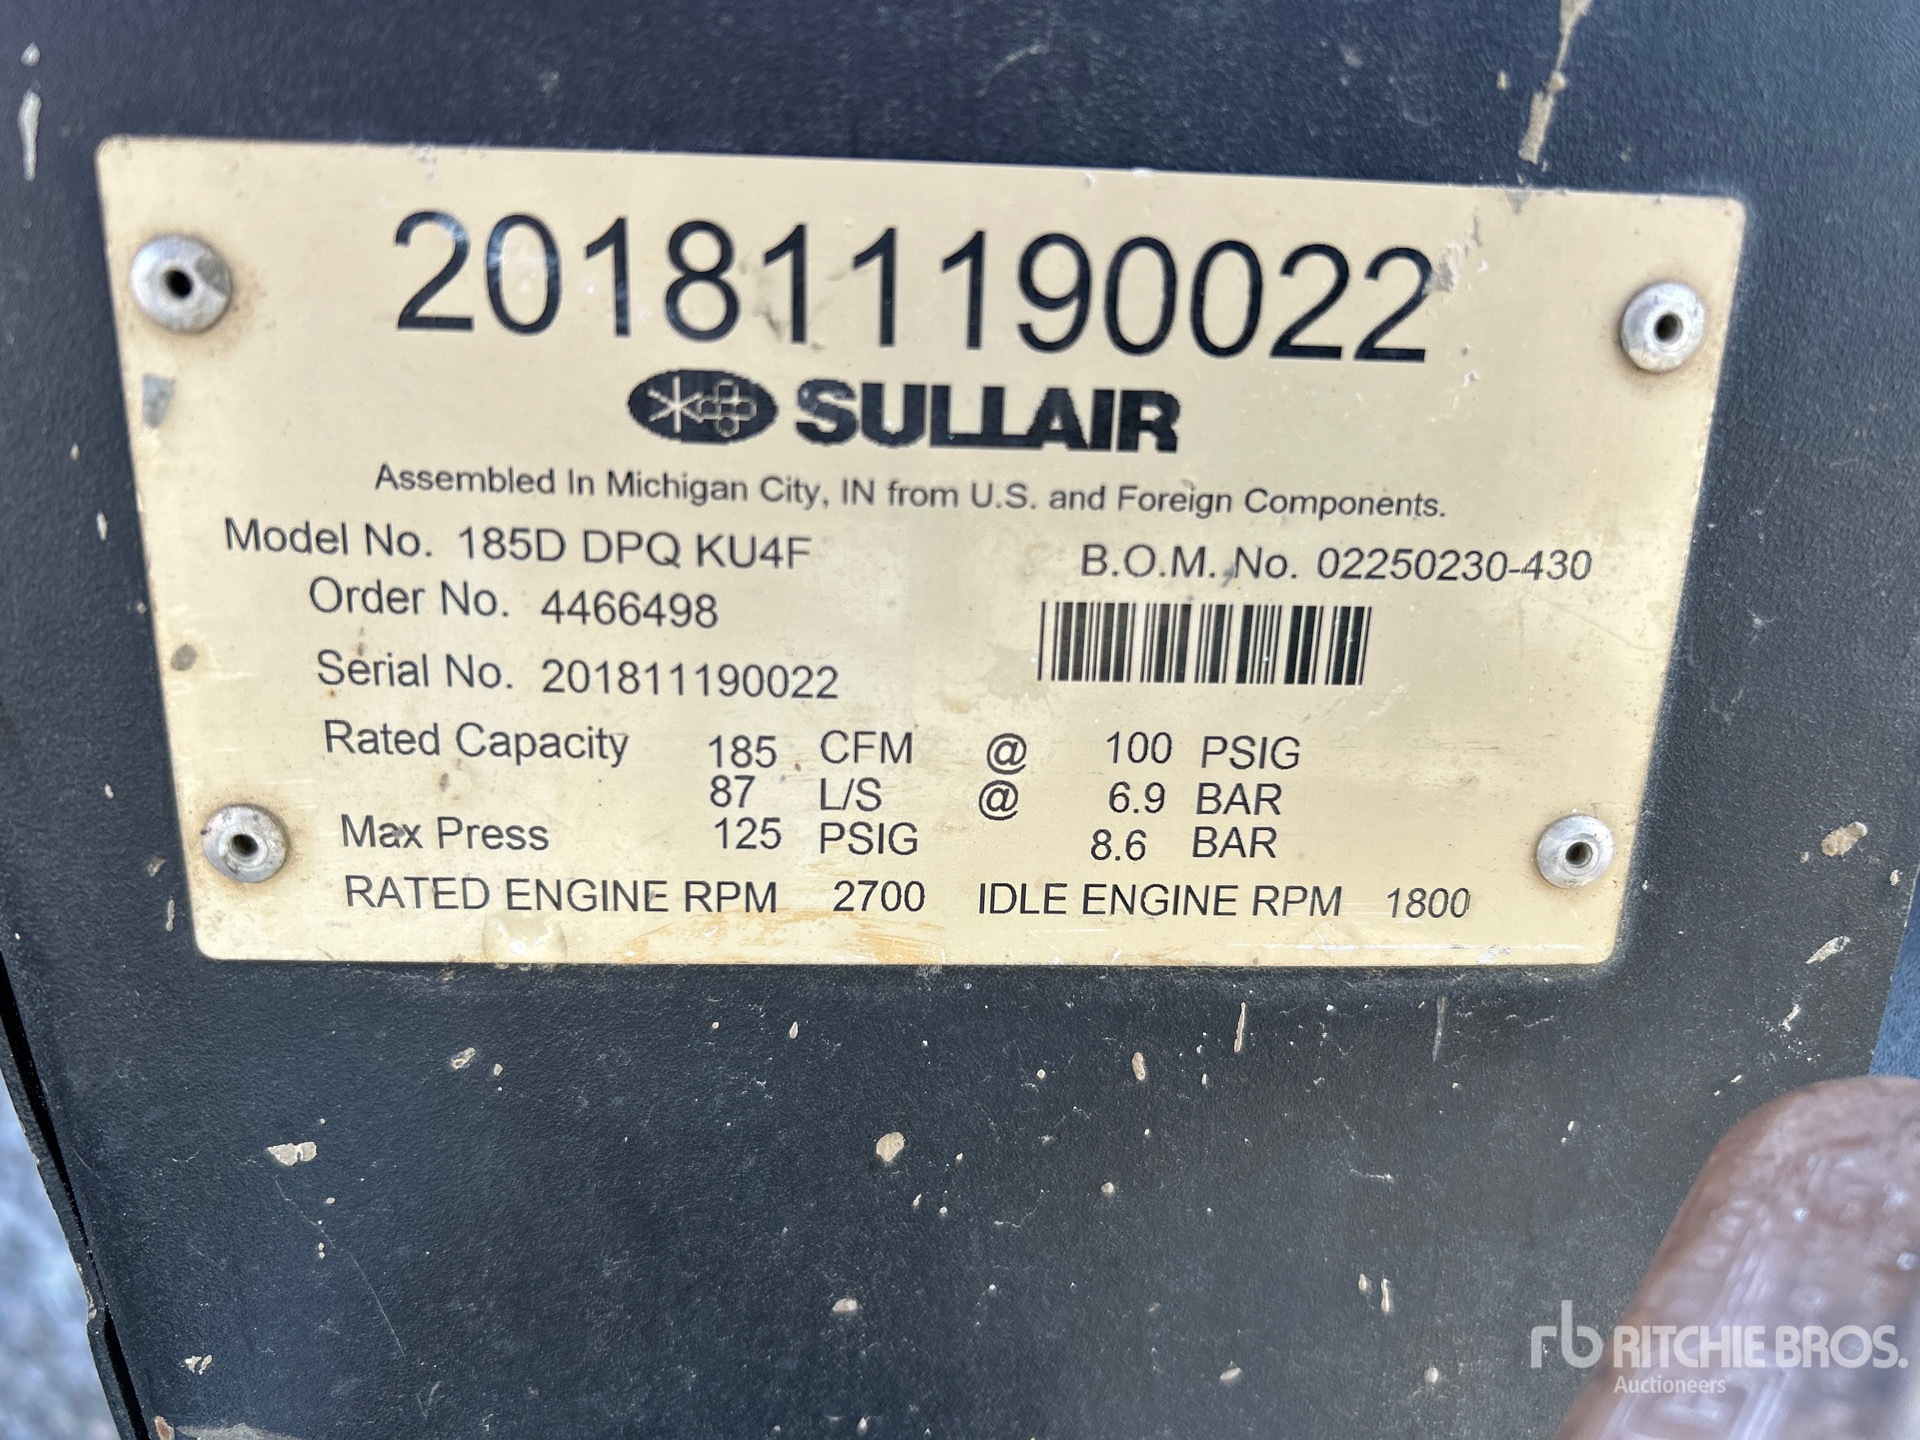 201811190022
SULLAIR
Assembled In Michigan City, IN from U.S. and Foreign Components.
Model No. 185D DPQ KU4F B.O.M. No. 02250230-430
Order No. 4466498
Serial No. 201811190022
Rated Capacity 185 CFM @ 100 PSIG
87 L/S @ 6.9 BAR
Max Press 125 PSIG 8.6 BAR
RATED ENGINE RPM 2700 IDLE ENGINE RPM 1800
rb RITCHIE BROS.
Auctioneers